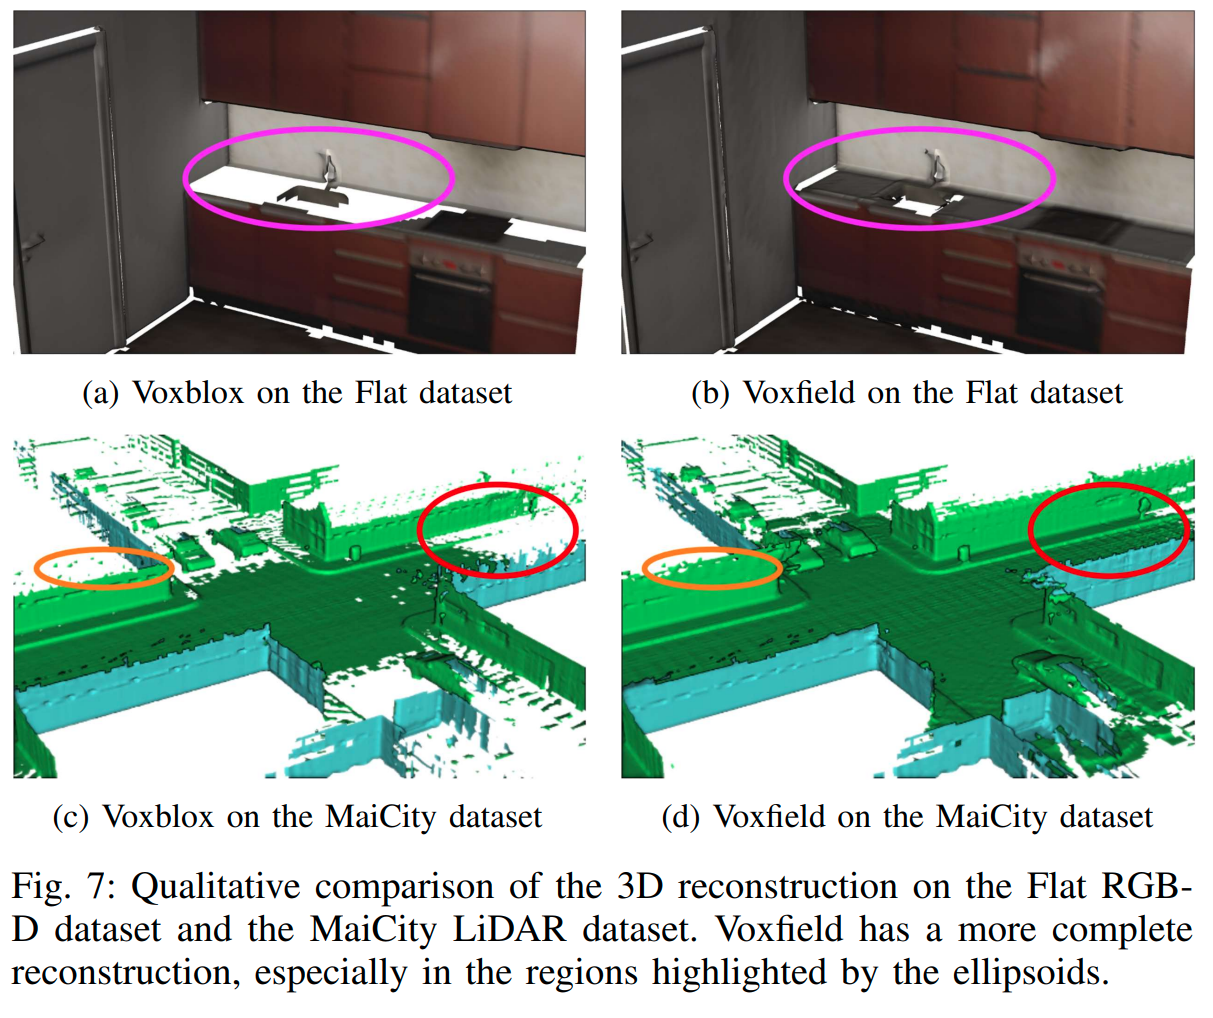 (a) Voxblox on the Flat dataset
(b) Voxfield on the Flat dataset
(c) Voxblox on the MaiCity dataset
(d) Voxfield on the MaiCity dataset
Fig. 7: Qualitative comparison of the 3D reconstruction on the Flat RGB-
D dataset and the MaiCity LiDAR dataset. Voxfield has a more complete
reconstruction, especially in the regions highlighted by the ellipsoids.